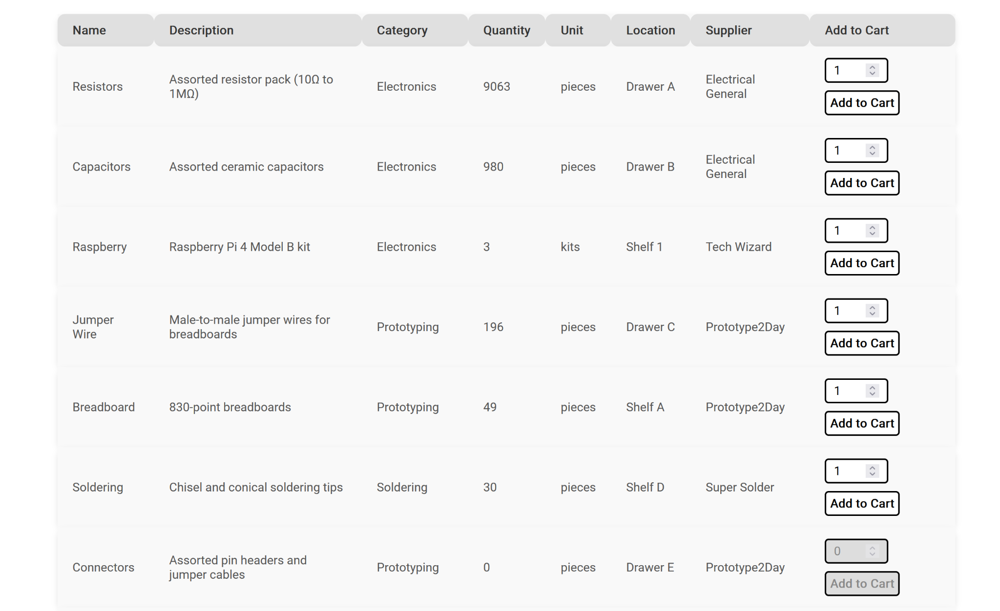 Name Description Category Quantity Unit Location Supplier Add to Cart
Resistors Assorted resistor pack (10Ω to 1MΩ) Electronics 9063 pieces Drawer A Electrical General 1
Add to Cart
Capacitors Assorted ceramic capacitors Electronics 980 pieces Drawer B Electrical General 1
Add to Cart
Raspberry Raspberry Pi 4 Model B kit Electronics 3 kits Shelf 1 Tech Wizard 1
Add to Cart
Jumper Wire Male-to-male jumper wires for breadboards Prototyping 196 pieces Drawer C Prototype2Day 1
Add to Cart
Breadboard 830-point breadboards Prototyping 49 pieces Shelf A Prototype2Day 1
Add to Cart
Soldering Chisel and conical soldering tips Soldering 30 pieces Shelf D Super Solder 1
Add to Cart
Connectors Assorted pin headers and jumper cables Prototyping 0 pieces Drawer E Prototype2Day 0
Add to Cart